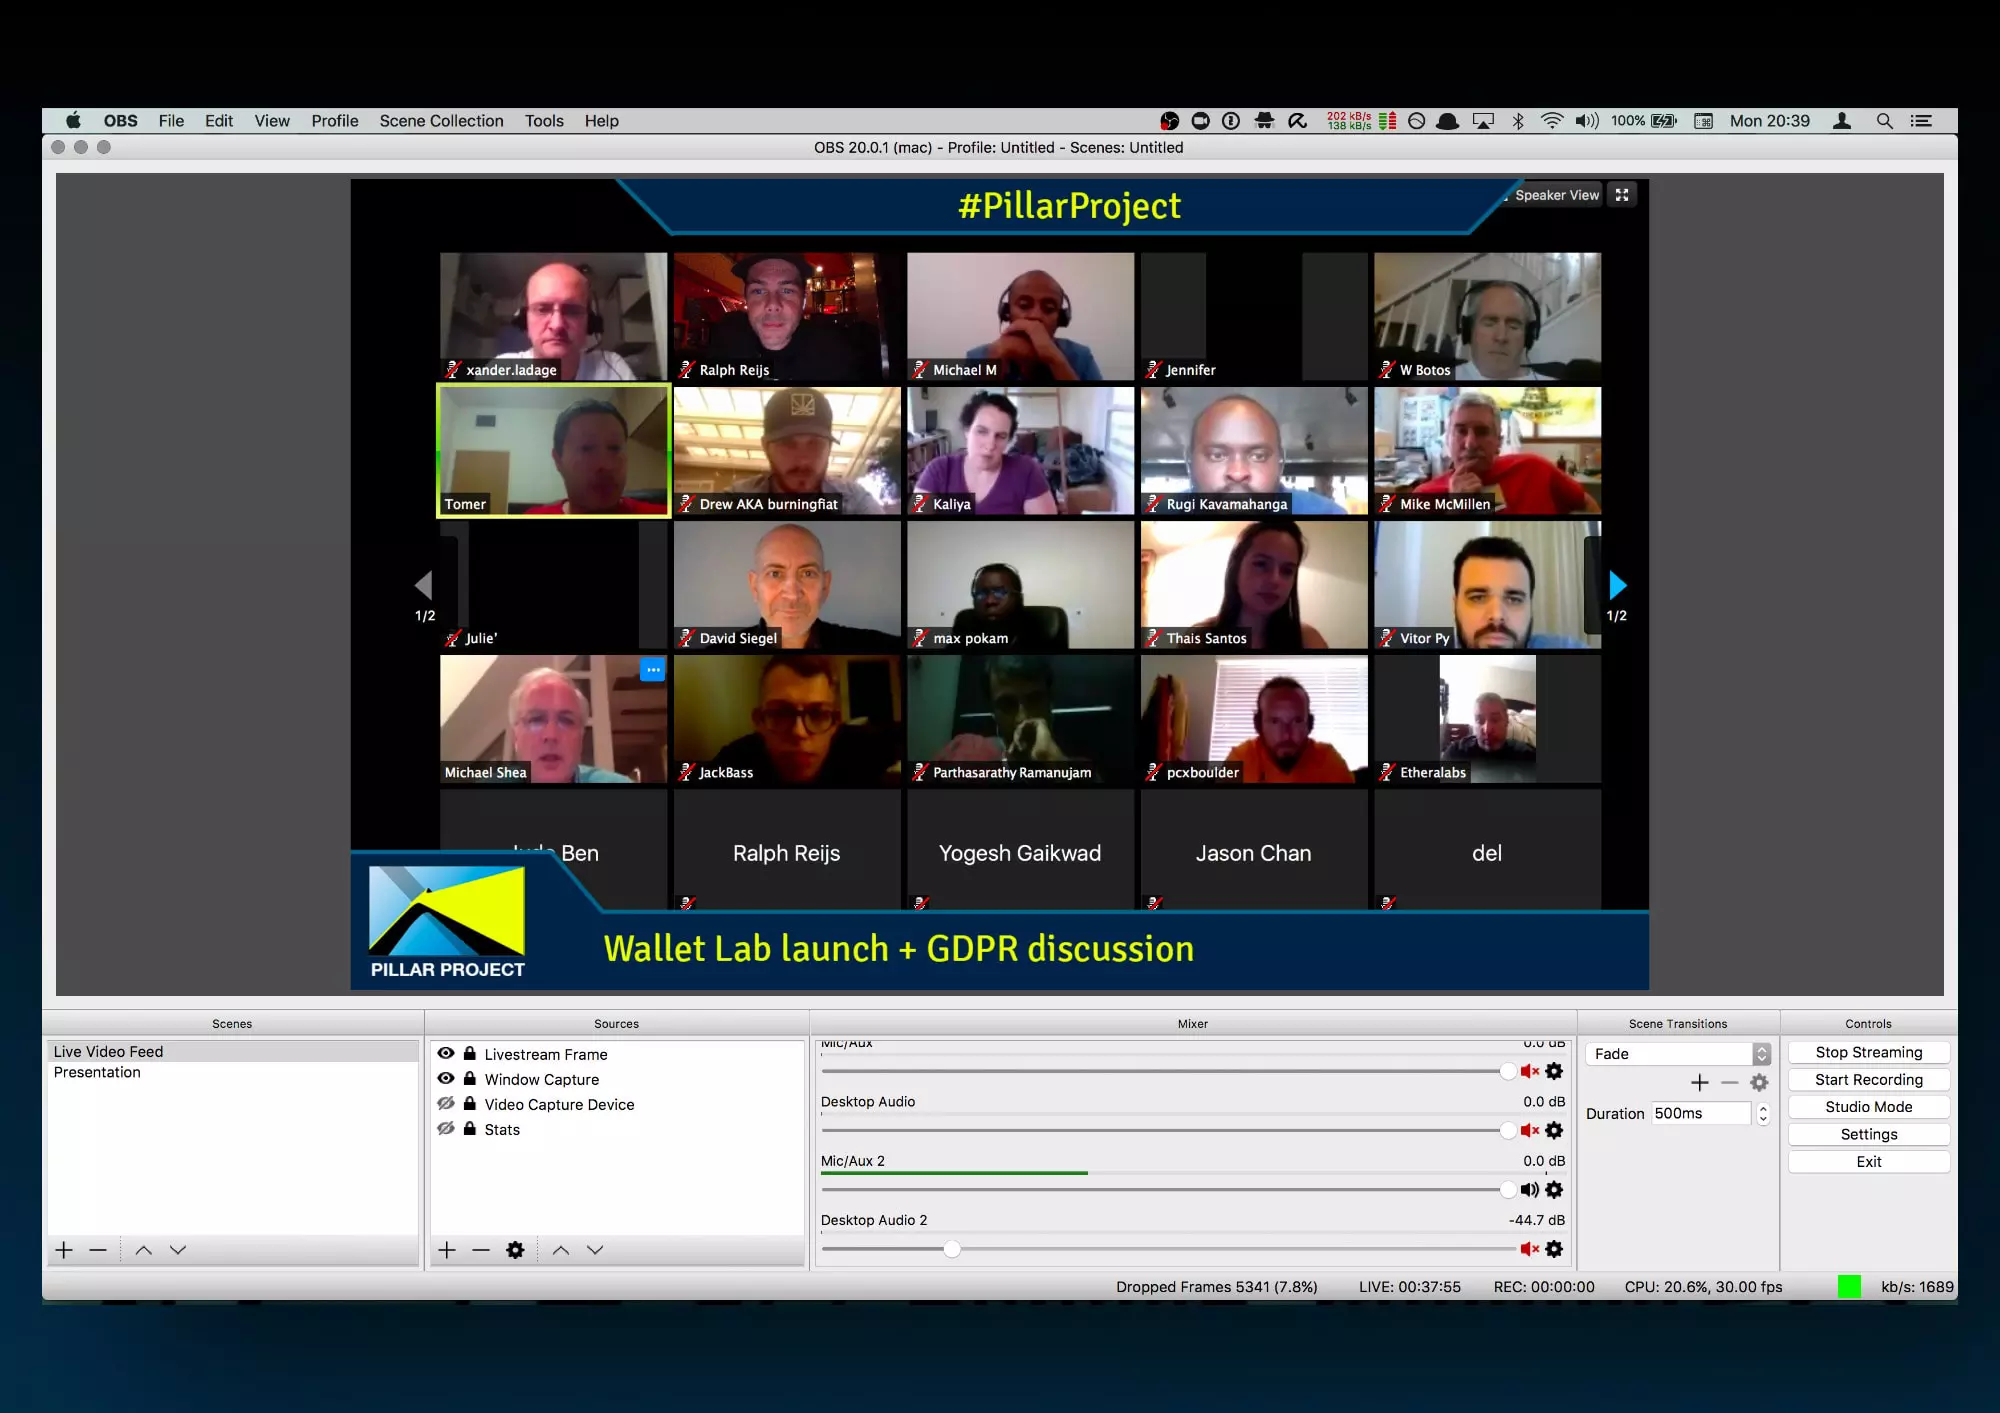 OBS File Edit View Profile Scene Collection Tools Help 202 kB/s 138 kB/s 100% Mon 20:39
OBS 20.0.1 (mac) - Profile: Untitled - Scenes: Untitled
#PillarProject
Speaker View
xander.ladage Ralph Reijs Michael M Jennifer W Botos
Tomer Drew AKA burningfiat Kaliya Rugi Kavamahanga Mike McMillen
1/2 1/2
Julie' David Siegel max pokam Thais Santos Vitor Py
Michael Shea JackBass Parthasarathy Ramanujam pcxboulder Etheralabs
Ben Ralph Reijs Yogesh Gaikwad Jason Chan del
PILLAR PROJECT
Wallet Lab launch + GDPR discussion
Scenes
Live Video Feed
Presentation
Sources
Livestream Frame
Window Capture
Video Capture Device
Stats
Mixer
Mic/Aux 0.0 dB
Desktop Audio 0.0 dB
Mic/Aux 2 0.0 dB
Desktop Audio 2 -44.7 dB
Scene Transitions
Fade
Duration 500ms
Controls
Stop Streaming
Start Recording
Studio Mode
Settings
Exit
Dropped Frames 5341 (7.8%) LIVE: 00:37:55 REC: 00:00:00 CPU: 20.6%, 30.00 fps kb/s: 1689